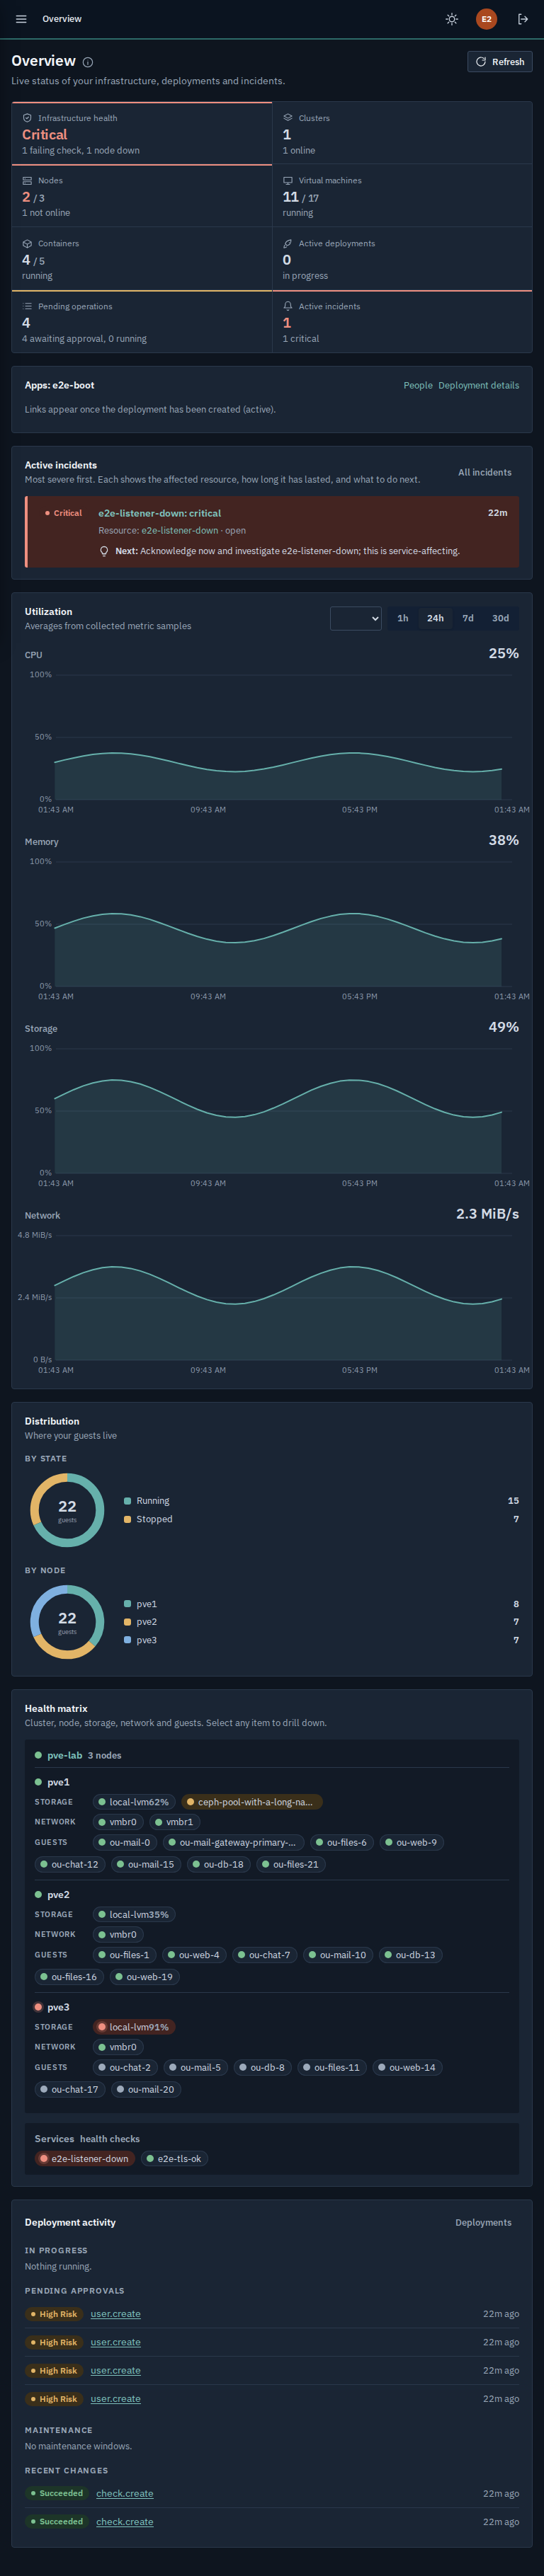 Overview
E2
Overview
Refresh
Live status of your infrastructure, deployments and incidents.
Infrastructure health
Critical
1 failing check, 1 node down
Clusters
1
1 online
Nodes
2 / 3
1 not online
Virtual machines
11 / 17
running
Containers
4 / 5
running
Active deployments
0
in progress
Pending operations
4
4 awaiting approval, 0 running
Active incidents
1
1 critical
Apps: e2e-boot
People Deployment details
Links appear once the deployment has been created (active).
Active incidents
Most severe first. Each shows the affected resource, how long it has lasted, and what to do next.
All incidents
Critical
e2e-listener-down: critical
22m
Resource: e2e-listener-down · open
Next: Acknowledge now and investigate e2e-listener-down; this is service-affecting.
Utilization
Averages from collected metric samples
1h 24h 7d 30d
CPU
25%
100%
50%
0%
01:43 AM 09:43 AM 05:43 PM 01:43 AM
Memory
38%
100%
50%
0%
01:43 AM 09:43 AM 05:43 PM 01:43 AM
Storage
49%
100%
50%
0%
01:43 AM 09:43 AM 05:43 PM 01:43 AM
Network
2.3 MiB/s
4.8 MiB/s
2.4 MiB/s
0 B/s
01:43 AM 09:43 AM 05:43 PM 01:43 AM
Distribution
Where your guests live
BY STATE
22
guests
Running 15
Stopped 7
BY NODE
22
guests
pve1 8
pve2 7
pve3 7
Health matrix
Cluster, node, storage, network and guests. Select any item to drill down.
pve-lab 3 nodes
pve1
STORAGE local-lvm62% ceph-pool-with-a-long-na...
NETWORK vmbr0 vmbr1
GUESTS ou-mail-0 ou-mail-gateway-primary-... ou-files-6 ou-web-9
ou-chat-12 ou-mail-15 ou-db-18 ou-files-21
pve2
STORAGE local-lvm35%
NETWORK vmbr0
GUESTS ou-files-1 ou-web-4 ou-chat-7 ou-mail-10 ou-db-13
ou-files-16 ou-web-19
pve3
STORAGE local-lvm91%
NETWORK vmbr0
GUESTS ou-chat-2 ou-mail-5 ou-db-8 ou-files-11 ou-web-14
ou-chat-17 ou-mail-20
Services health checks
e2e-listener-down e2e-tls-ok
Deployment activity
Deployments
IN PROGRESS
Nothing running.
PENDING APPROVALS
High Risk user.create 22m ago
High Risk user.create 22m ago
High Risk user.create 22m ago
High Risk user.create 22m ago
MAINTENANCE
No maintenance windows.
RECENT CHANGES
Succeeded check.create 22m ago
Succeeded check.create 22m ago